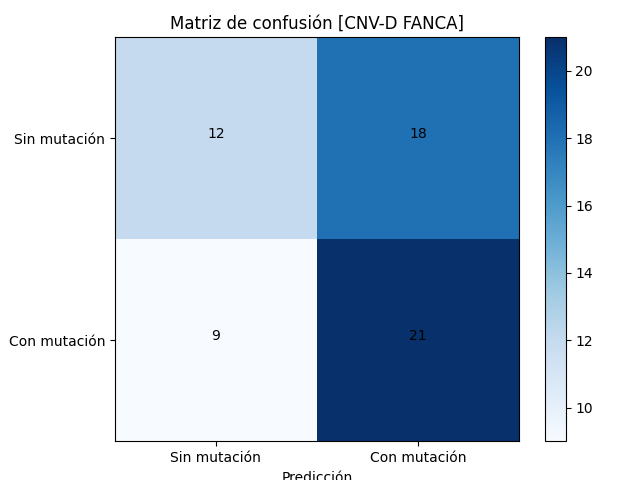 Matriz de confusión [CNV-D FANCA]
Sin mutación
12
18
Con mutación
9
21
Sin mutación
Con mutación
Predicción
20
18
16
14
12
10